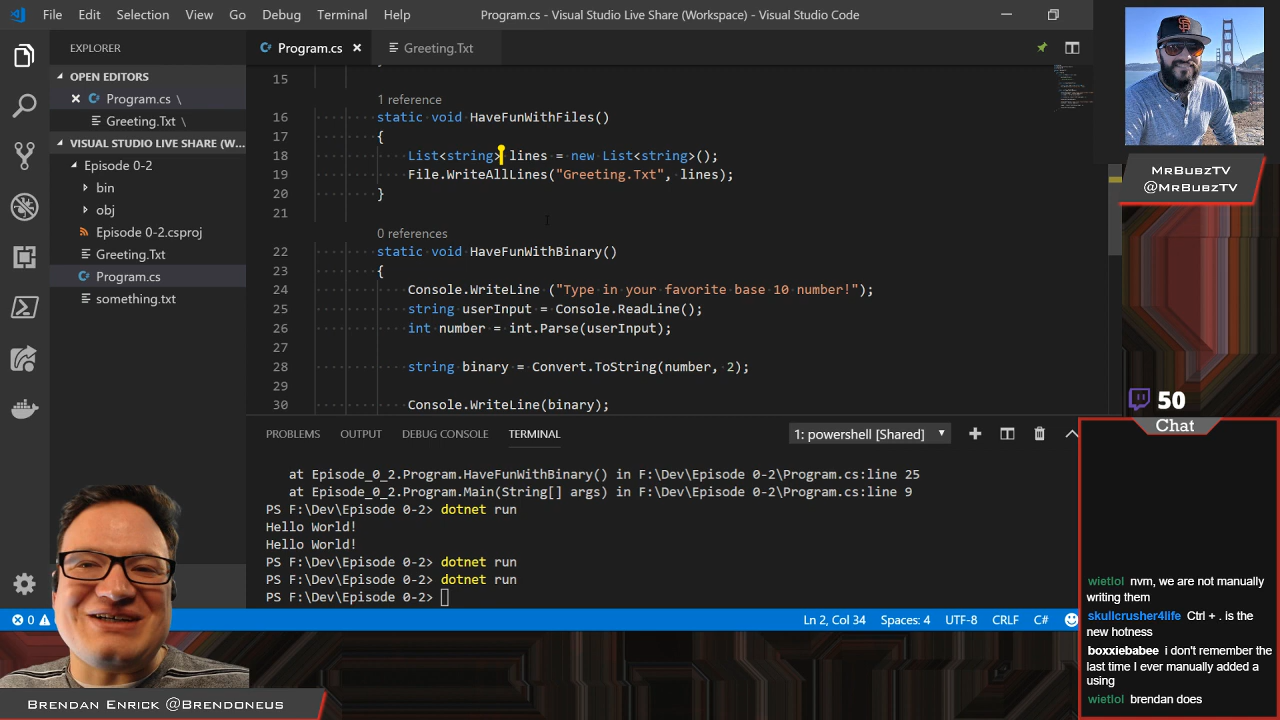 File Edit Selection View Go Debug Terminal Help
Program.cs - Visual Studio Live Share (Workspace) - Visual Studio Code
EXPLORER
OPEN EDITORS
Program.cs \
Greeting.Txt \
VISUAL STUDIO LIVE SHARE (W...
Episode 0-2
bin
obj
Episode 0-2.csproj
Greeting.Txt
Program.cs
something.txt
Program.cs
Greeting.Txt
15
1 reference
16 static void HaveFunWithFiles()
17 {
18 List<string> lines = new List<string>();
19 File.WriteAllLines("Greeting.Txt", lines);
20 }
21
0 references
22 static void HaveFunWithBinary()
23 {
24 Console.WriteLine ("Type in your favorite base 10 number!");
25 string userInput = Console.ReadLine();
26 int number = int.Parse(userInput);
27
28 string binary = Convert.ToString(number, 2);
29
30 Console.WriteLine(binary);
PROBLEMS OUTPUT DEBUG CONSOLE TERMINAL
1: powershell [Shared]
at Episode_0_2.Program.HaveFunWithBinary() in F:\Dev\Episode 0-2\Program.cs:line 25
at Episode_0_2.Program.Main(String[] args) in F:\Dev\Episode 0-2\Program.cs:line 9
PS F:\Dev\Episode 0-2> dotnet run
Hello World!
Hello World!
PS F:\Dev\Episode 0-2> dotnet run
PS F:\Dev\Episode 0-2> dotnet run
PS F:\Dev\Episode 0-2>
0
Ln 2, Col 34 Spaces: 4 UTF-8 CRLF C#
MrBubzTV
@MrBubzTV
50
Chat
wietlol nvm, we are not manually
writing them
skullcrusher4life Ctrl + . is the
new hotness
boxxiebabee i don't remember the
last time I ever manually added a
using
wietlol brendan does
Brendan Enrick @Brendoneus